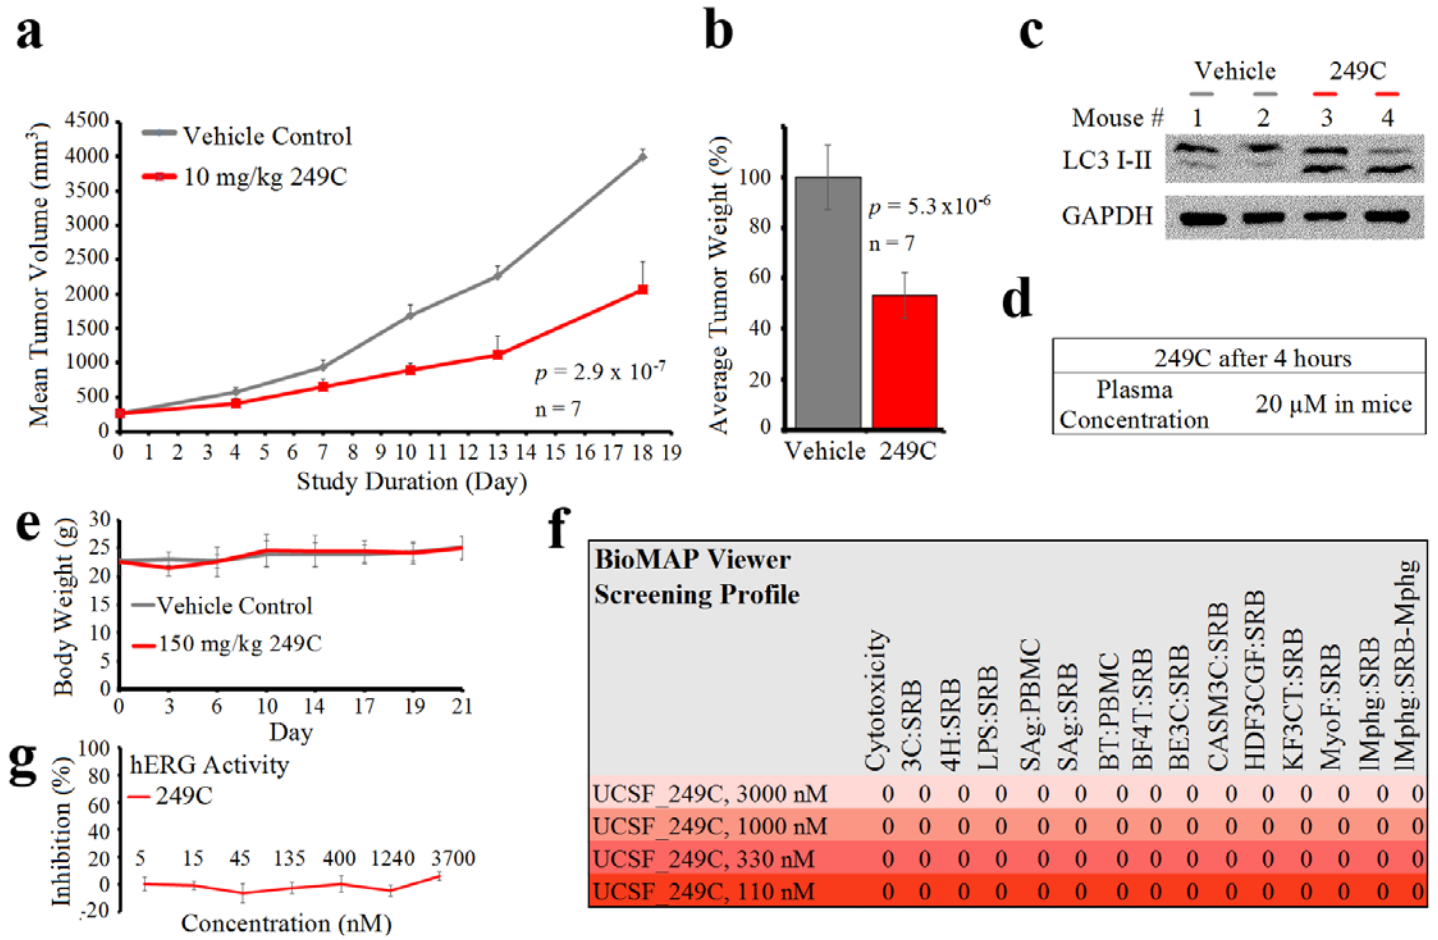 a
Mean Tumor Volume (mm3)
4500
4000
3500
3000
2500
2000
1500
1000
500
0
Vehicle Control
10 mg/kg 249C
p = 2.9 x 10-7
n = 7
0 1 2 3 4 5 6 7 8 9 10 11 12 13 14 15 16 17 18 19
Study Duration (Day)
b
Average Tumor Weight (%)
100
80
60
40
20
0
p = 5.3 x10-6
n = 7
Vehicle 249C
c
Vehicle 249C
Mouse # 1 2 3 4
LC3 I-II
GAPDH
d
249C after 4 hours
Plasma
Concentration
20 µM in mice
e
Body Weight (g)
30
25
20
15
10
5
0
Vehicle Control
150 mg/kg 249C
0 3 6 10 14 17 19 21
Day
f
BioMAP Viewer
Screening Profile
Cytotoxicity
3C:SRB
4H:SRB
LPS:SRB
SAg:PBMC
SAg:SRB
BT:PBMC
BF4T:SRB
BE3C:SRB
CASM3C:SRB
HDF3CGF:SRB
KF3CT:SRB
MyoF:SRB
lMphg:SRB
lMphg:SRB-Mphg
UCSF_249C, 3000 nM 0 0 0 0 0 0 0 0 0 0 0 0 0 0 0
UCSF_249C, 1000 nM 0 0 0 0 0 0 0 0 0 0 0 0 0 0 0
UCSF_249C, 330 nM 0 0 0 0 0 0 0 0 0 0 0 0 0 0 0
UCSF_249C, 110 nM 0 0 0 0 0 0 0 0 0 0 0 0 0 0 0
g
Inhibition (%)
100
80
60
40
20
0
-20
hERG Activity
249C
5 15 45 135 400 1240 3700
Concentration (nM)